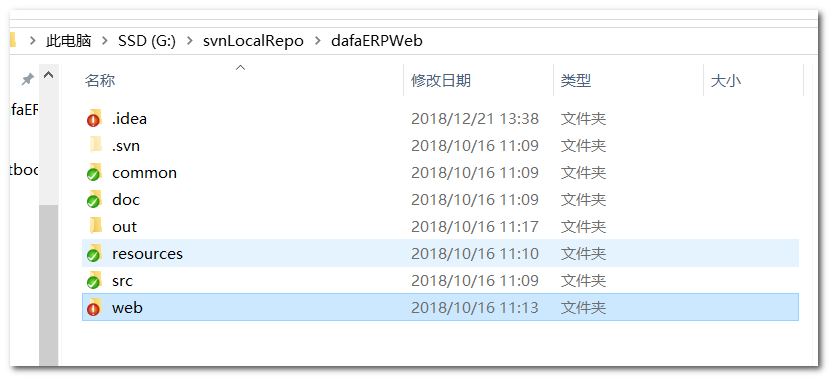 此电脑 > SSD (G:) > svnLocalRepo > dafaERPWeb
名称 修改日期 类型 大小
.idea 2018/12/21 13:38 文件夹
.svn 2018/10/16 11:09 文件夹
common 2018/10/16 11:09 文件夹
doc 2018/10/16 11:09 文件夹
out 2018/10/16 11:17 文件夹
resources 2018/10/16 11:10 文件夹
src 2018/10/16 11:09 文件夹
web 2018/10/16 11:13 文件夹